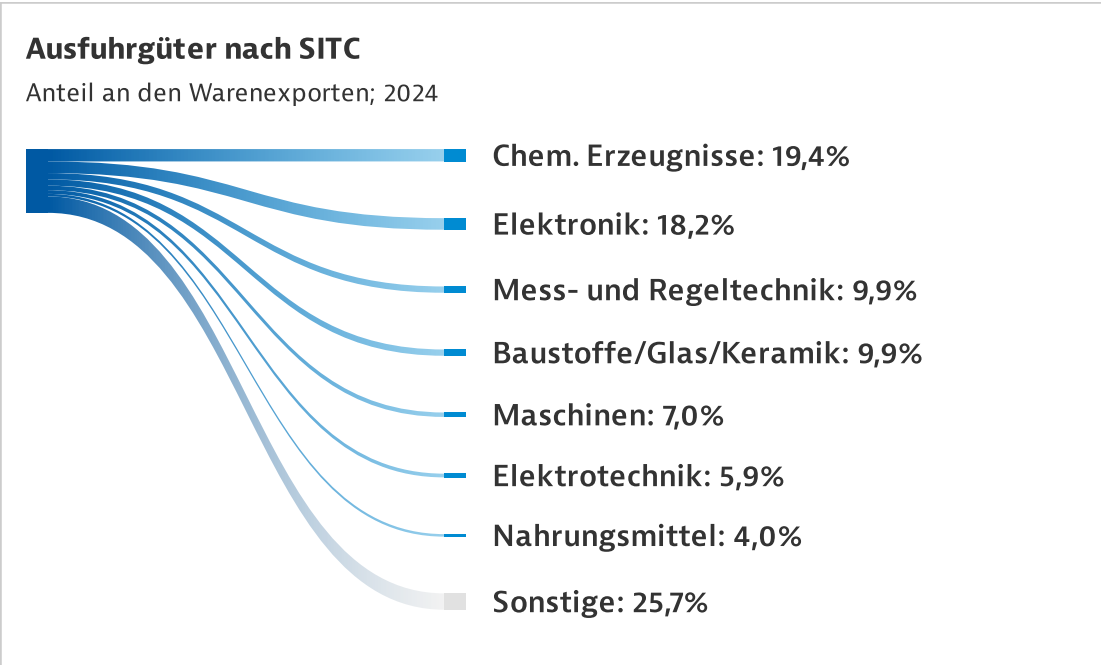 Ausfuhrgüter nach SITC
Anteil an den Warenexporten; 2024
Chem. Erzeugnisse: 19,4%
Elektronik: 18,2%
Mess- und Regeltechnik: 9,9%
Baustoffe/Glas/Keramik: 9,9%
Maschinen: 7,0%
Elektrotechnik: 5,9%
Nahrungsmittel: 4,0%
Sonstige: 25,7%